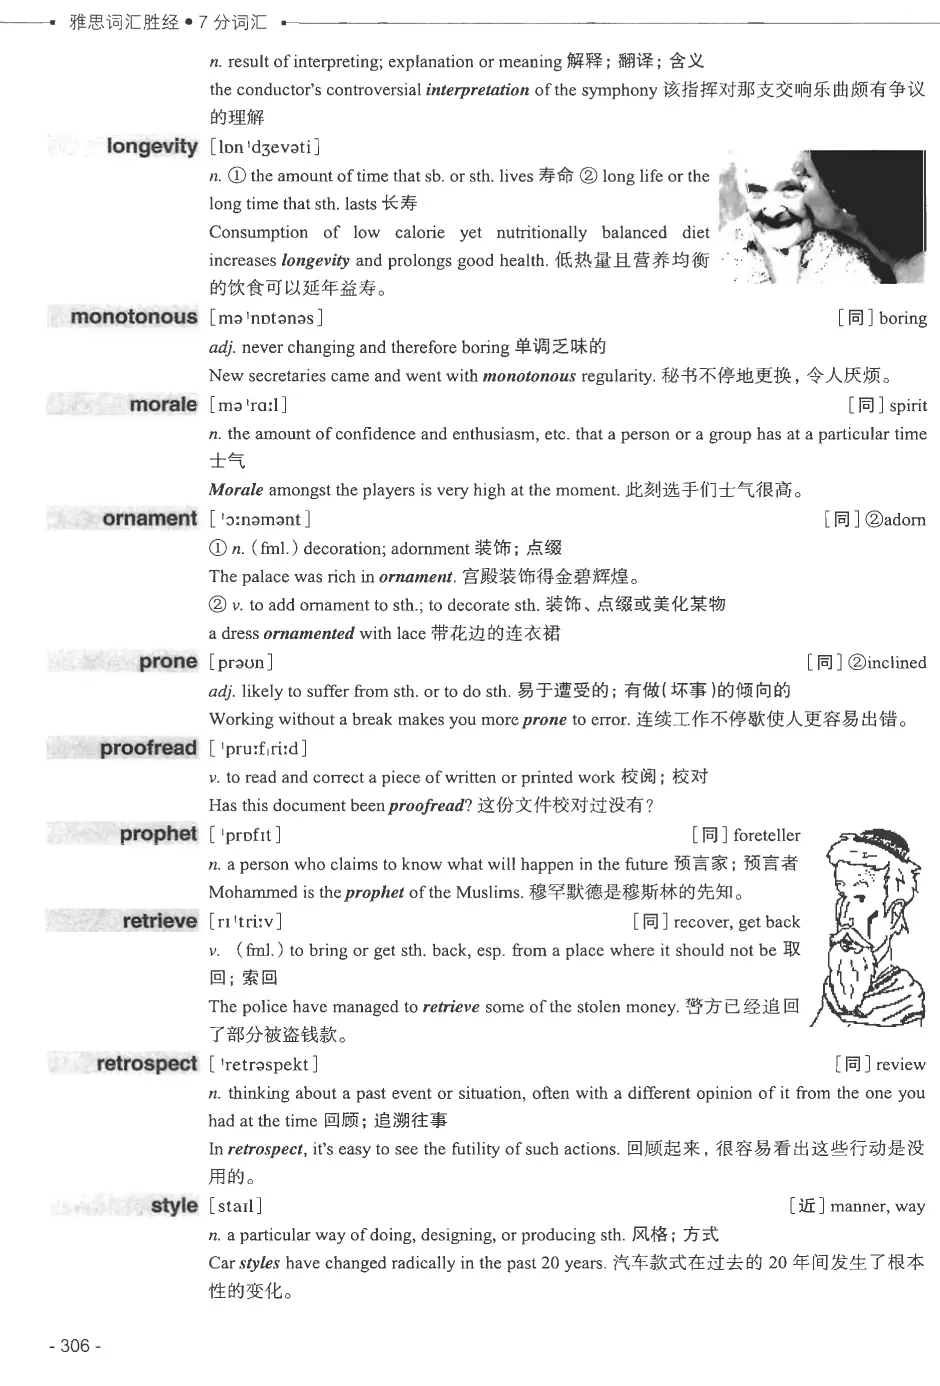 雅思词汇胜经●7分词汇
n. result of interpreting; explanation or meaning 解释；翻译；含义
the conductor's controversial interpretation of the symphony 该指挥对那支交响乐曲颇有争议
的理解
longevity [lɒnˈdʒevəti]
n. ① the amount of time that sb. or sth. lives 寿命 ② long life or the
long time that sth. lasts 长寿
Consumption of low calorie yet nutritionally balanced diet
increases longevity and prolongs good health. 低热量且营养均衡
的饮食可以延年益寿。
monotonous [məˈnɒtənəs] [同] boring
adj. never changing and therefore boring 单调乏味的
New secretaries came and went with monotonous regularity. 秘书不停地更换，令人厌烦。
morale [məˈrɑːl] [同] spirit
n. the amount of confidence and enthusiasm, etc. that a person or a group has at a particular time
士气
Morale amongst the players is very high at the moment. 此刻选手们士气很高。
ornament [ˈɔːnəmənt] [同] ②adorn
① n. (fml.) decoration; adornment 装饰；点缀
The palace was rich in ornament. 宫殿装饰得金碧辉煌。
② v. to add ornament to sth.; to decorate sth. 装饰、点缀或美化某物
a dress ornamented with lace 带花边的连衣裙
prone [prəʊn] [同] ②inclined
adj. likely to suffer from sth. or to do sth. 易于遭受的；有做(坏事)的倾向的
Working without a break makes you more prone to error. 连续工作不停歇使人更容易出错。
proofread [ˈpruːfˌriːd]
v. to read and correct a piece of written or printed work 校阅；校对
Has this document been proofread? 这份文件校对过没有？
prophet [ˈprɒfɪt] [同] foreteller
n. a person who claims to know what will happen in the future 预言家；预言者
Mohammed is the prophet of the Muslims. 穆罕默德是穆斯林的先知。
retrieve [rɪˈtriːv] [同] recover, get back
v. (fml.) to bring or get sth. back, esp. from a place where it should not be 取
回；索回
The police have managed to retrieve some of the stolen money. 警方已经追回
了部分被盗钱款。
retrospect [ˈretrəspekt] [同] review
n. thinking about a past event or situation, often with a different opinion of it from the one you
had at the time 回顾；追溯往事
In retrospect, it's easy to see the futility of such actions. 回顾起来，很容易看出这些行动是没
用的。
style [staɪl] [近] manner, way
n. a particular way of doing, designing, or producing sth. 风格；方式
Car styles have changed radically in the past 20 years. 汽车款式在过去的 20 年间发生了根本
性的变化。
- 306 -